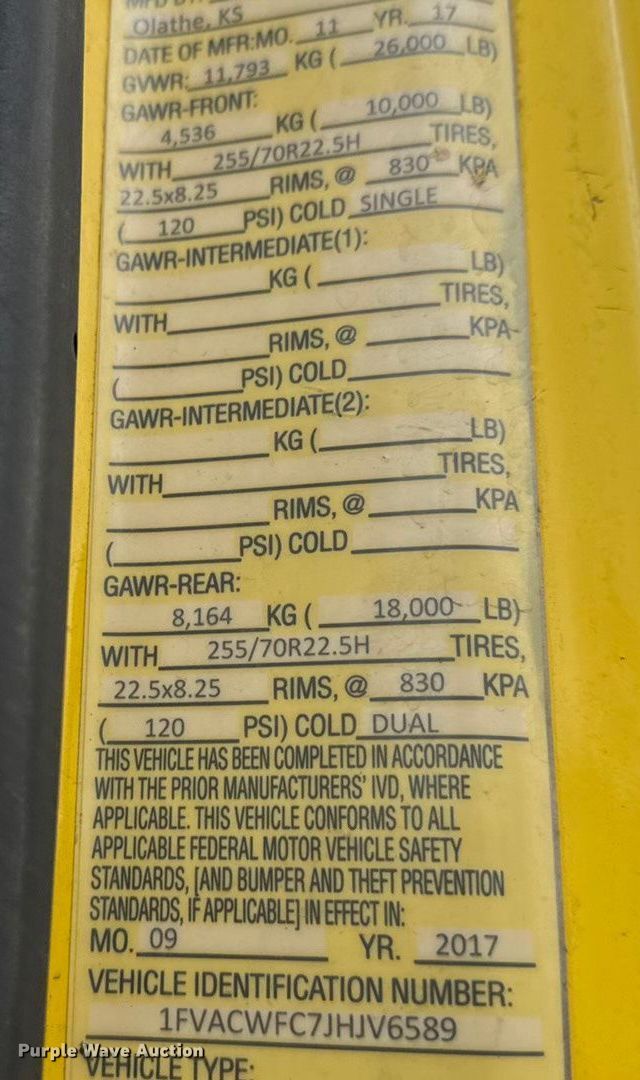 Olathe, KS
DATE OF MFR:MO. 11 YR. 17
GVWR: 11,793 KG ( 26,000 LB)
GAWR-FRONT:
4,536 KG ( 10,000 LB)
WITH 255/70R22.5H TIRES,
22.5x8.25 RIMS, @ 830 KPA
( 120 PSI) COLD SINGLE
GAWR-INTERMEDIATE(1):
KG ( LB)
WITH TIRES,
RIMS, @ KPA
( PSI) COLD
GAWR-INTERMEDIATE(2):
KG ( LB)
WITH TIRES,
RIMS, @ KPA
( PSI) COLD
GAWR-REAR:
8,164 KG ( 18,000 LB)
WITH 255/70R22.5H TIRES,
22.5x8.25 RIMS, @ 830 KPA
( 120 PSI) COLD DUAL
THIS VEHICLE HAS BEEN COMPLETED IN ACCORDANCE
WITH THE PRIOR MANUFACTURERS' IVD, WHERE
APPLICABLE. THIS VEHICLE CONFORMS TO ALL
APPLICABLE FEDERAL MOTOR VEHICLE SAFETY
STANDARDS, [AND BUMPER AND THEFT PREVENTION
STANDARDS, IF APPLICABLE] IN EFFECT IN:
MO. 09 YR. 2017
VEHICLE IDENTIFICATION NUMBER:
1FVACWFC7JHJV6589
Purple Wave Auction
VEHICLE TYPE: